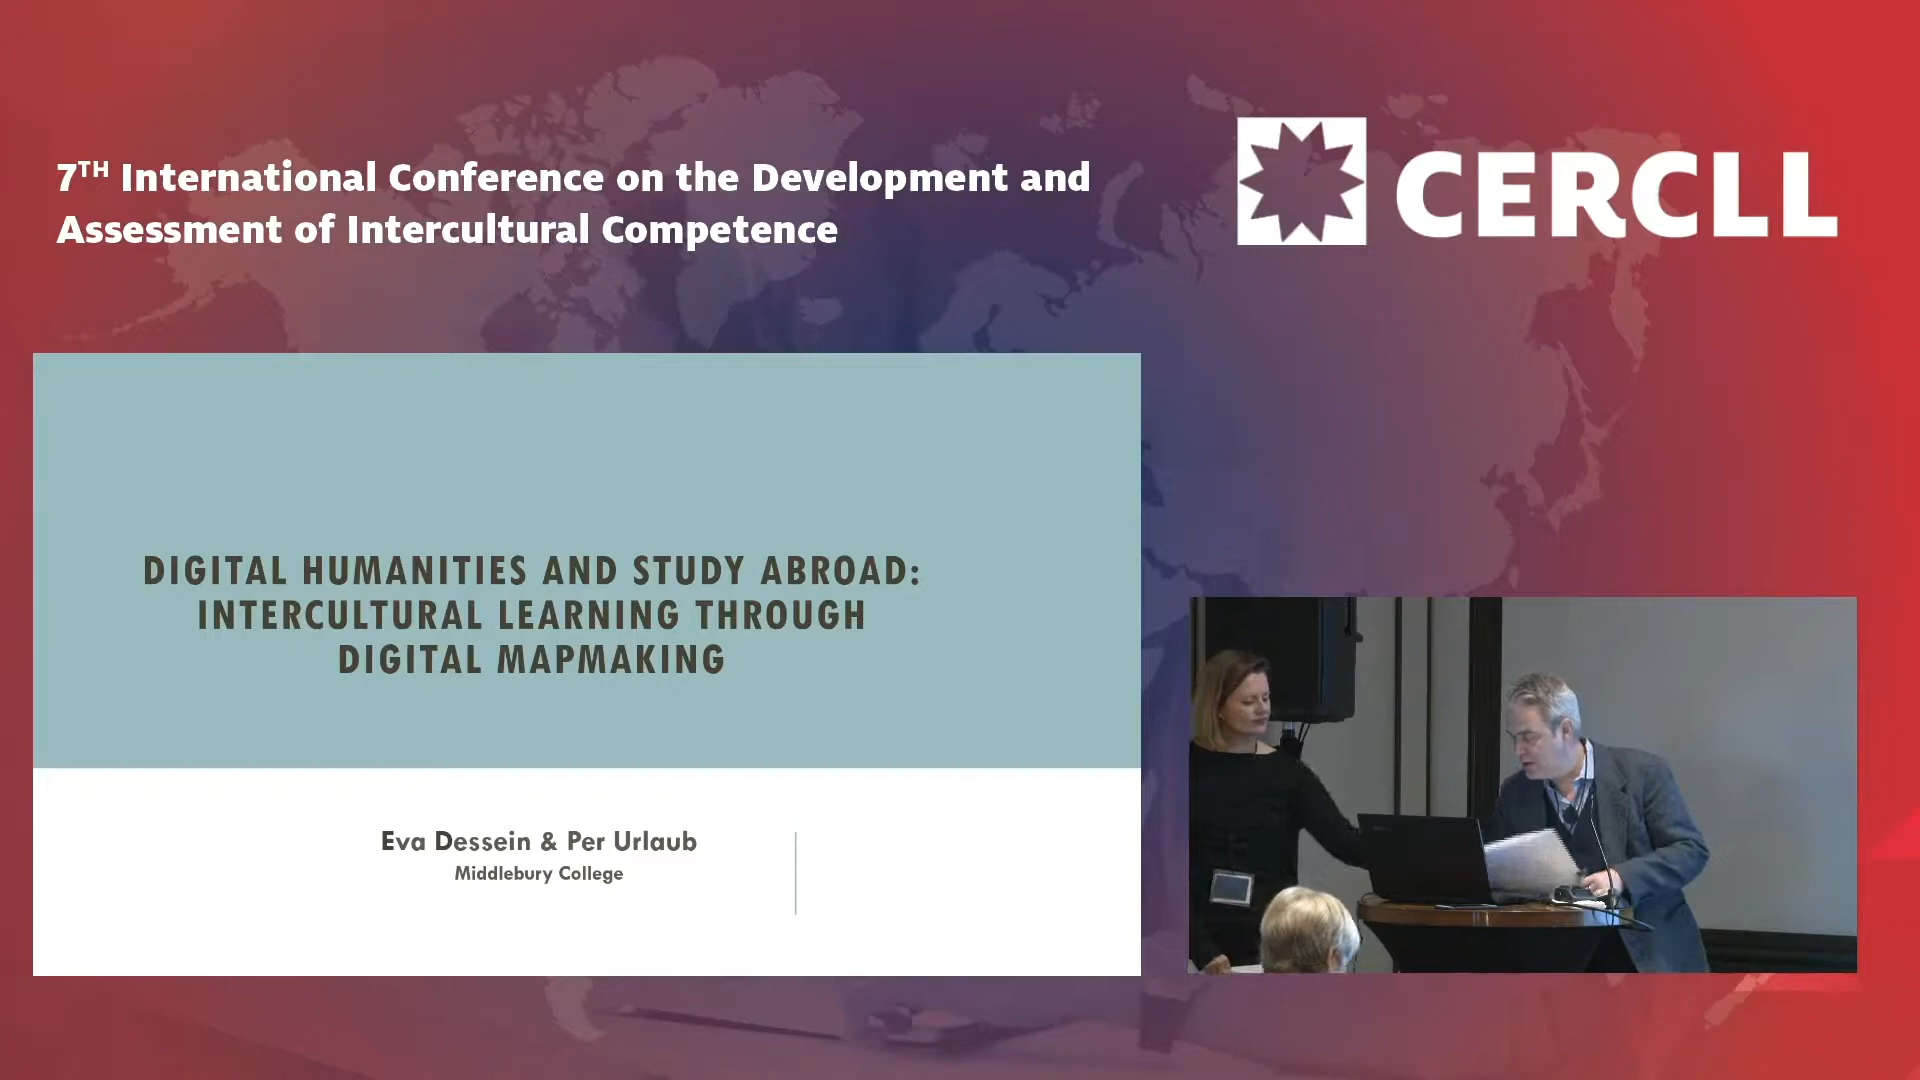 7TH International Conference on the Development and
Assessment of Intercultural Competence
CERCLL
DIGITAL HUMANITIES AND STUDY ABROAD:
INTERCULTURAL LEARNING THROUGH
DIGITAL MAPMAKING
Eva Dessein & Per Urlaub
Middlebury College